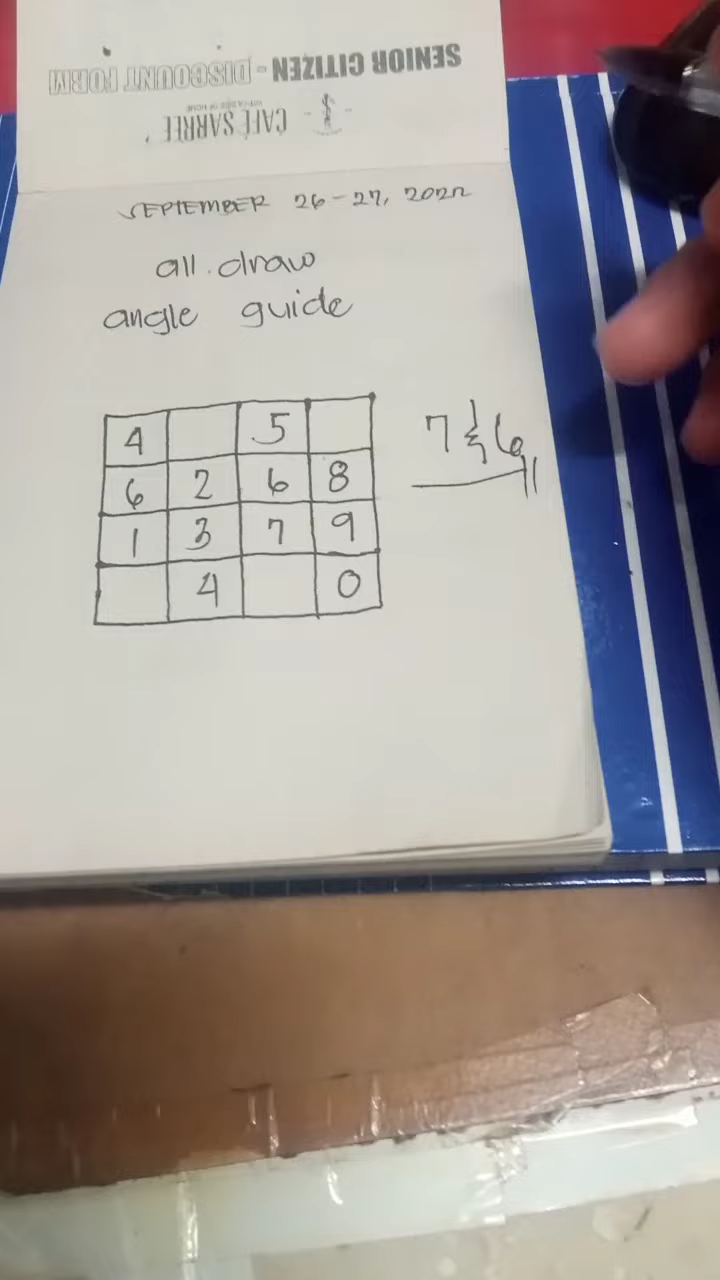 SENIOR CITIZEN - DISCOUNT FORM
CAFÉ SARREE
SEPTEMBER 26-27, 2022
all draw
angle guide
4 5
6 2 6 8
1 3 7 9
4 0
7 & 6